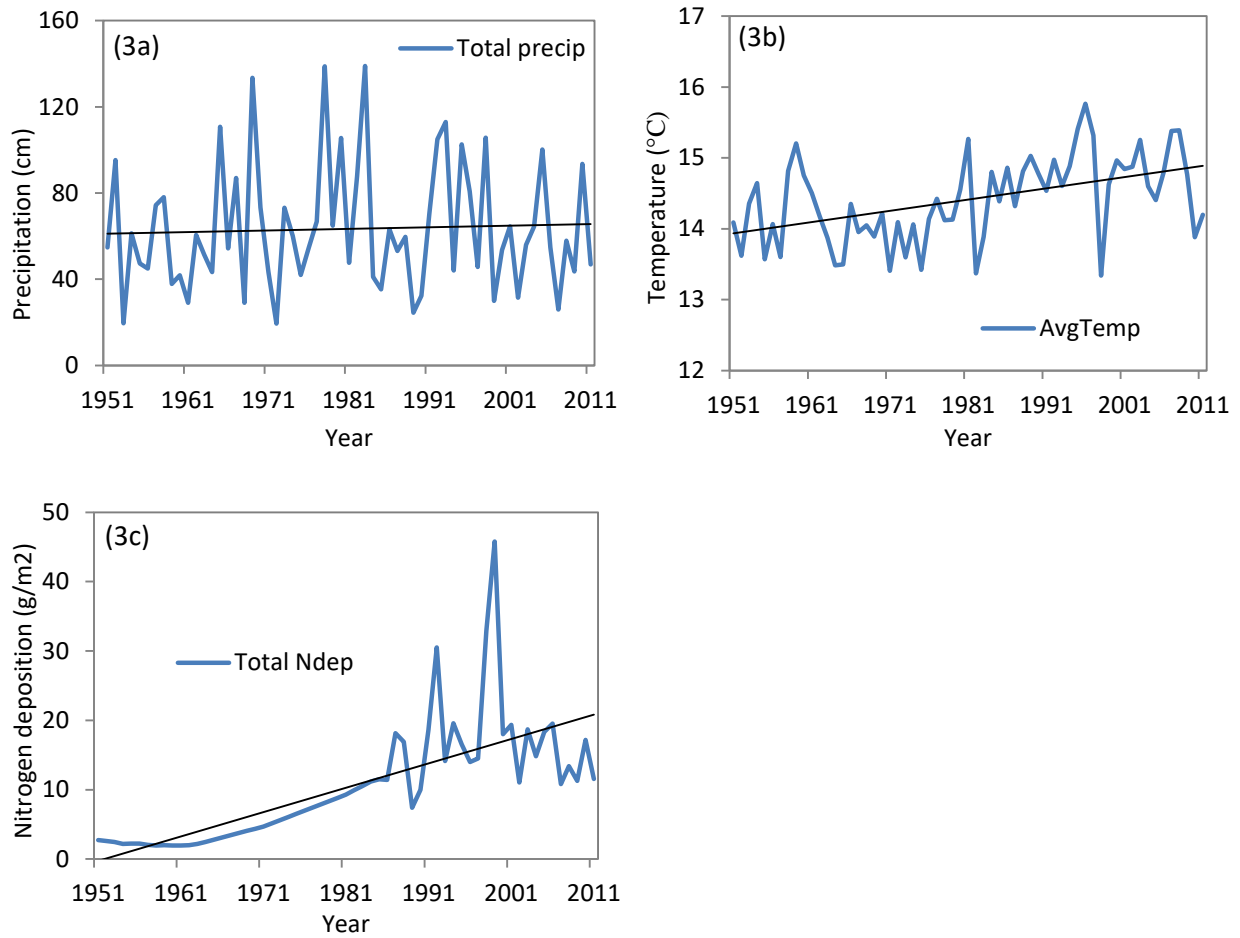 (3a)
Total precip
Precipitation (cm)
160
120
80
40
0
1951 1961 1971 1981 1991 2001 2011
Year
(3b)
AvgTemp
Temperature (°C)
17
16
15
14
13
12
1951 1961 1971 1981 1991 2001 2011
Year
(3c)
Total Ndep
Nitrogen deposition (g/m2)
50
40
30
20
10
0
1951 1961 1971 1981 1991 2001 2011
Year